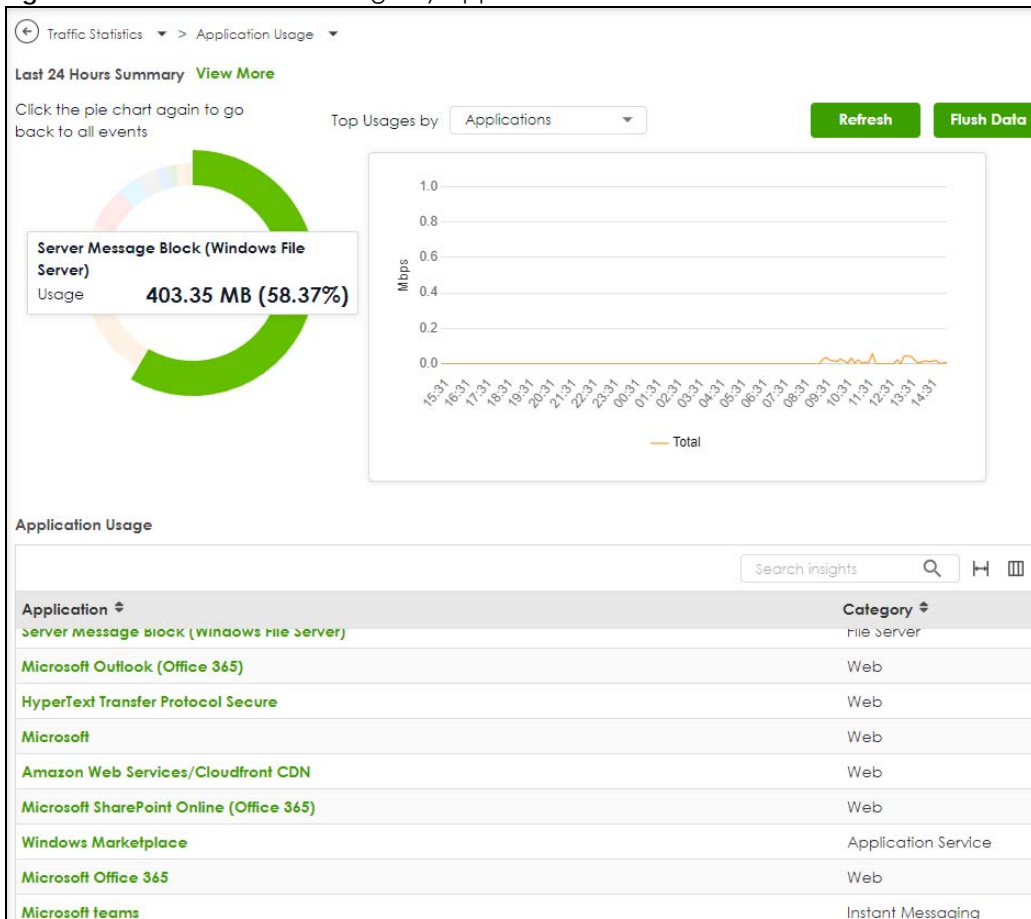 Traffic Statistics > Application Usage
Last 24 Hours Summary View More
Click the pie chart again to go
back to all events
Top Usages by Applications
Refresh
Flush Data
Server Message Block (Windows File
Server)
Usage 403.35 MB (58.37%)
Mbps
1.0
0.8
0.6
0.4
0.2
0.0
15:31 16:31 17:31 18:31 19:31 20:31 21:31 22:31 23:31 00:31 01:31 02:31 03:31 04:31 05:31 06:31 07:31 08:31 09:31 10:31 11:31 12:31 13:31 14:31
Total
Application Usage
Search insights
Application Category
Server Message Block (Windows File Server) File Server
Microsoft Outlook (Office 365) Web
HyperText Transfer Protocol Secure Web
Microsoft Web
Amazon Web Services/Cloudfront CDN Web
Microsoft SharePoint Online (Office 365) Web
Windows Marketplace Application Service
Microsoft Office 365 Web
Microsoft teams Instant Messaging